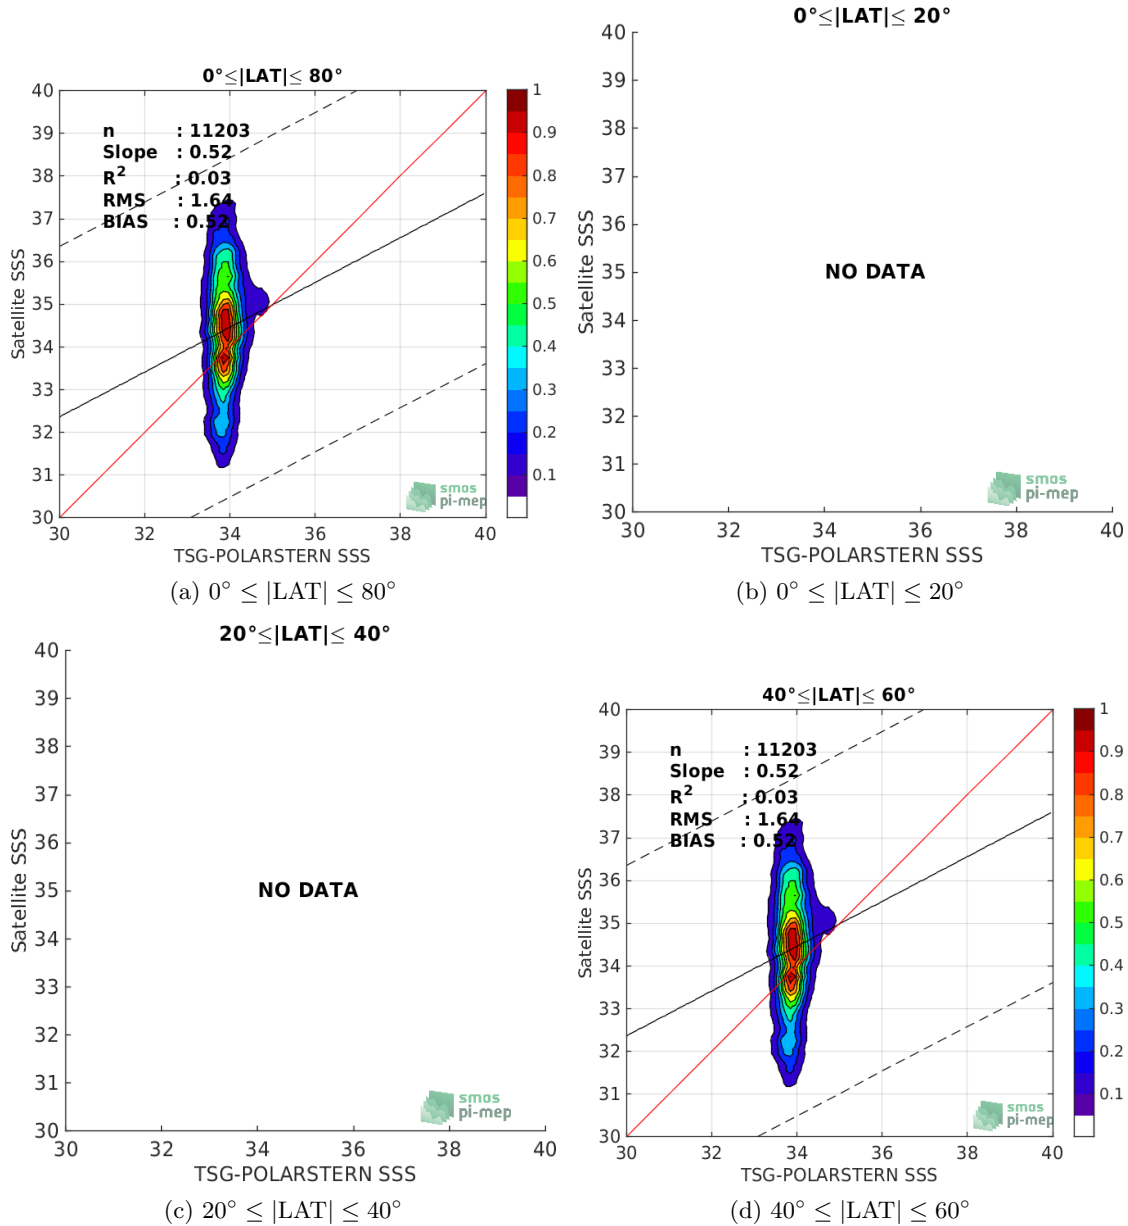 0°≤|LAT|≤ 80°
n : 11203
Slope : 0.52
R² : 0.03
RMS : 1.64
BIAS : 0.52
40
39
38
37
36
35
34
33
32
31
30
30 32 34 36 38 40
Satellite SSS
TSG-POLARSTERN SSS
1
0.9
0.8
0.7
0.6
0.5
0.4
0.3
0.2
0.1
smos
pi-mep
(a) 0° ≤ |LAT| ≤ 80°
0°≤|LAT|≤ 20°
40
39
38
37
36
35
34
33
32
31
30
30 32 34 36 38 40
Satellite SSS
NO DATA
TSG-POLARSTERN SSS
smos
pi-mep
(b) 0° ≤ |LAT| ≤ 20°
20°≤|LAT|≤ 40°
40
39
38
37
36
35
34
33
32
31
30
30 32 34 36 38 40
Satellite SSS
NO DATA
TSG-POLARSTERN SSS
smos
pi-mep
(c) 20° ≤ |LAT| ≤ 40°
40°≤|LAT|≤ 60°
n : 11203
Slope : 0.52
R² : 0.03
RMS : 1.64
BIAS : 0.52
40
39
38
37
36
35
34
33
32
31
30
30 32 34 36 38 40
Satellite SSS
TSG-POLARSTERN SSS
1
0.9
0.8
0.7
0.6
0.5
0.4
0.3
0.2
0.1
smos
pi-mep
(d) 40° ≤ |LAT| ≤ 60°